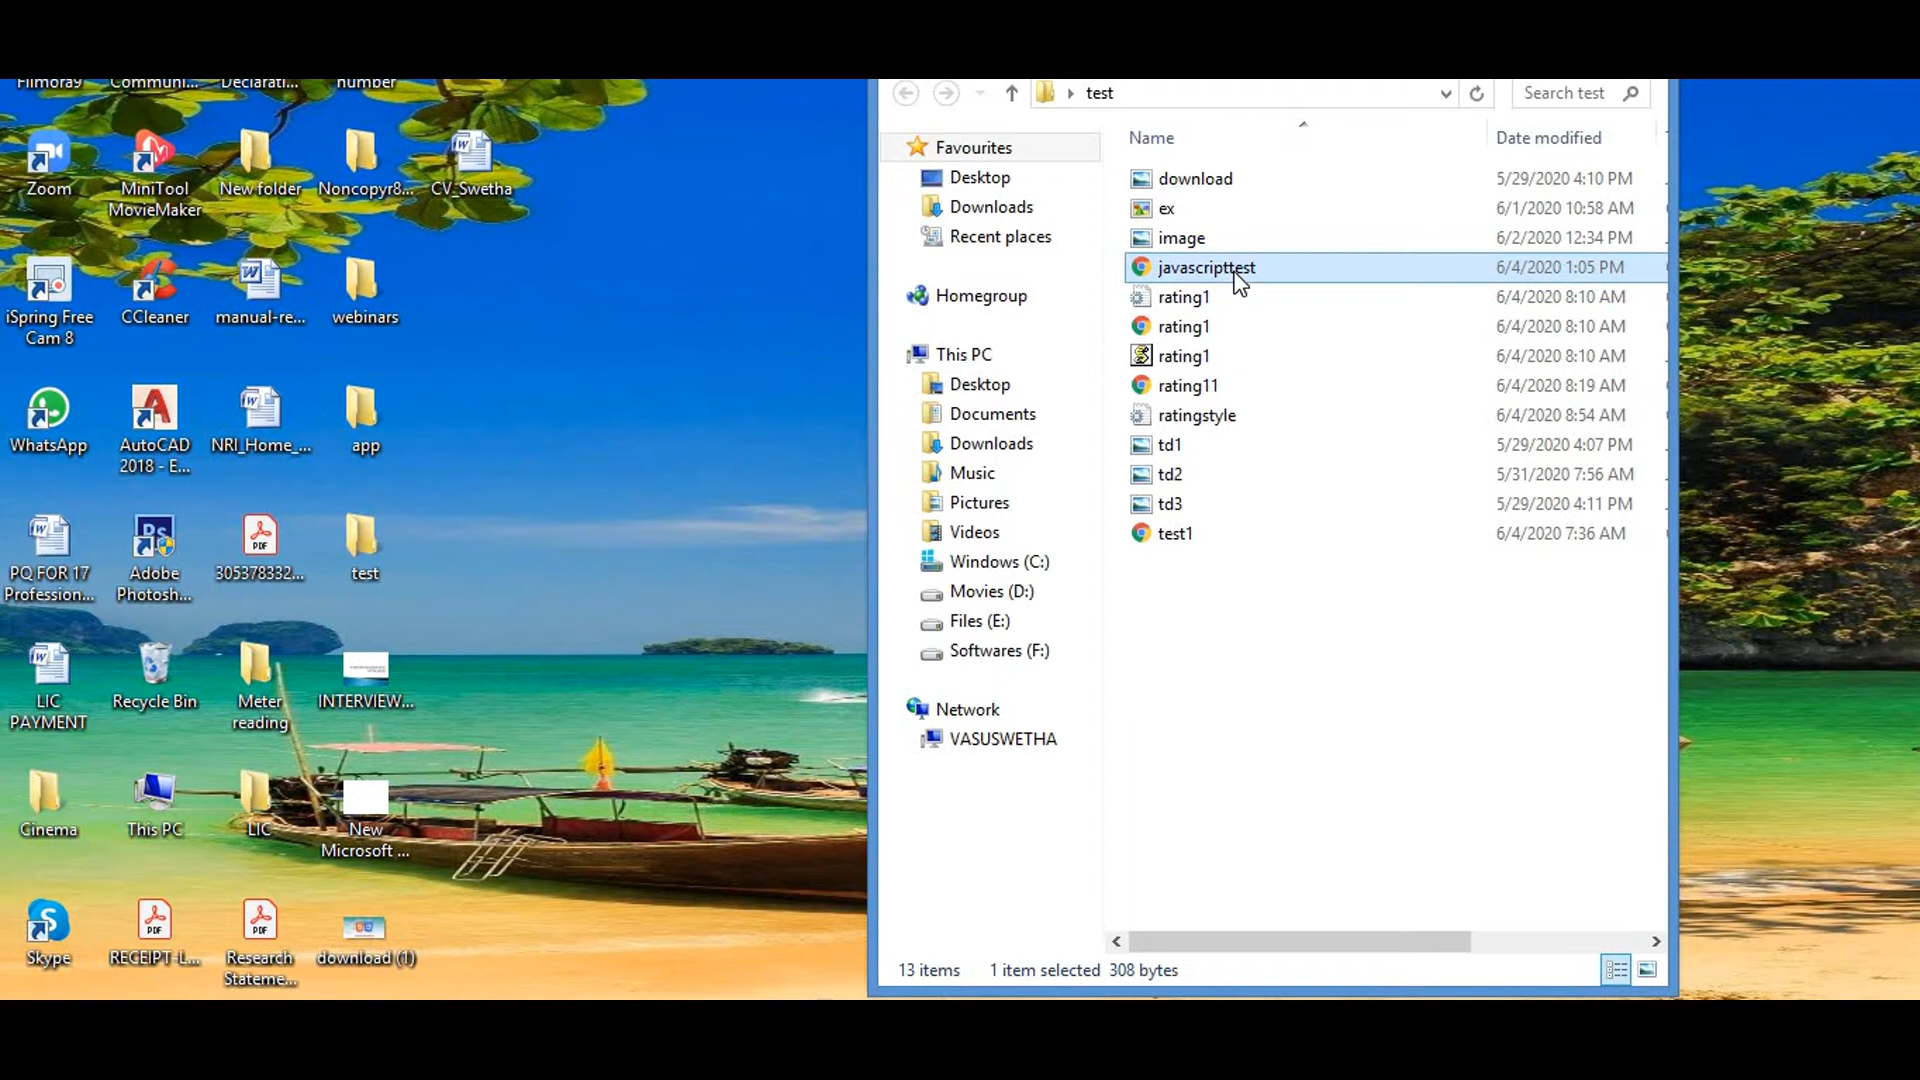 Filmora9 Communi... Declarati... number
Zoom
MiniTool
MovieMaker
New folder
Noncopyr8...
CV_Swetha
iSpring Free
Cam 8
CCleaner
manual-re...
webinars
WhatsApp
AutoCAD
2018 - E...
NRI_Home_...
app
PQ FOR 17
Profession...
Adobe
Photosh...
305378332...
test
LIC
PAYMENT
Recycle Bin
Meter
reading
INTERVIEW...
Cinema
This PC
LIC
New
Microsoft ...
Skype
RECEIPT-L...
Research
Stateme...
download (1)
test
Search test
Favourites
Desktop
Downloads
Recent places
Homegroup
This PC
Desktop
Documents
Downloads
Music
Pictures
Videos
Windows (C:)
Movies (D:)
Files (E:)
Softwares (F:)
Network
VASUSWETHA
Name Date modified
download 5/29/2020 4:10 PM
ex 6/1/2020 10:58 AM
image 6/2/2020 12:34 PM
javascripttest 6/4/2020 1:05 PM
rating1 6/4/2020 8:10 AM
rating1 6/4/2020 8:10 AM
rating1 6/4/2020 8:10 AM
rating11 6/4/2020 8:19 AM
ratingstyle 6/4/2020 8:54 AM
td1 5/29/2020 4:07 PM
td2 5/31/2020 7:56 AM
td3 5/29/2020 4:11 PM
test1 6/4/2020 7:36 AM
13 items 1 item selected 308 bytes